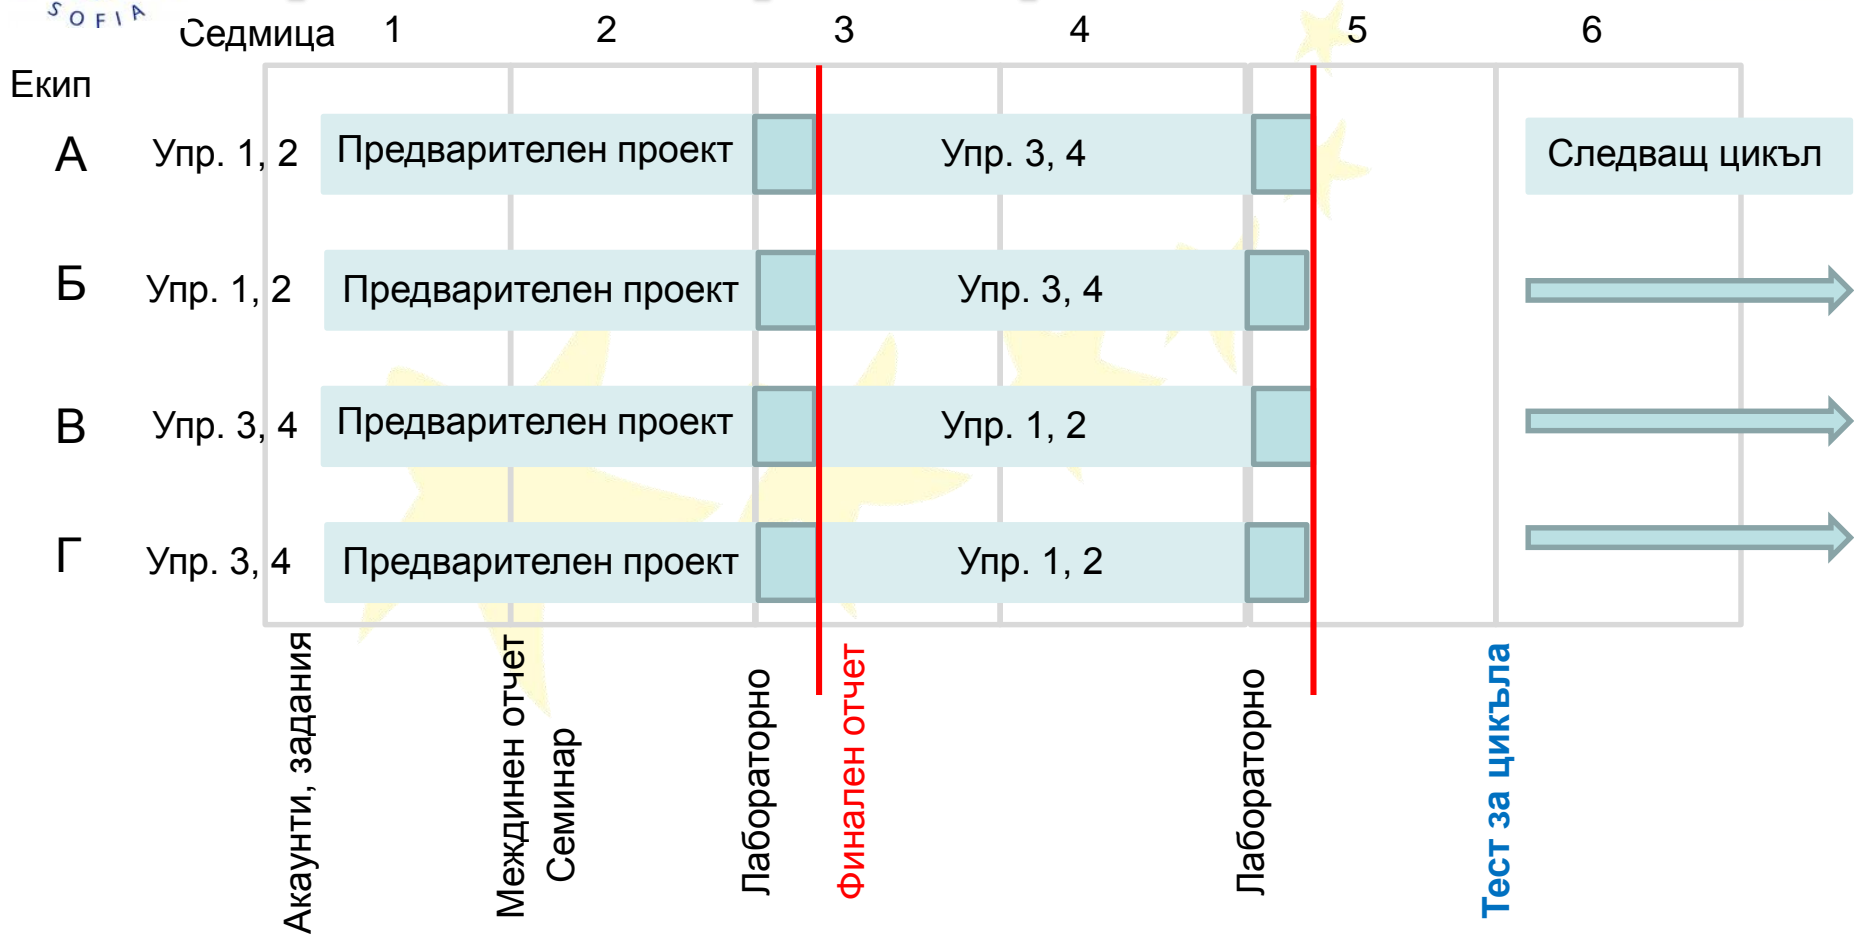 SOFIA
Седмица 1 2 3 4 5 6
Екип
А Упр. 1, 2 Предварителен проект Упр. 3, 4 Следващ цикъл
Б Упр. 1, 2 Предварителен проект Упр. 3, 4
В Упр. 3, 4 Предварителен проект Упр. 1, 2
Г Упр. 3, 4 Предварителен проект Упр. 1, 2
Акаунти, задания
Междинен отчет
Семинар
Лабораторно
Финален отчет
Лабораторно
Тест за цикъла